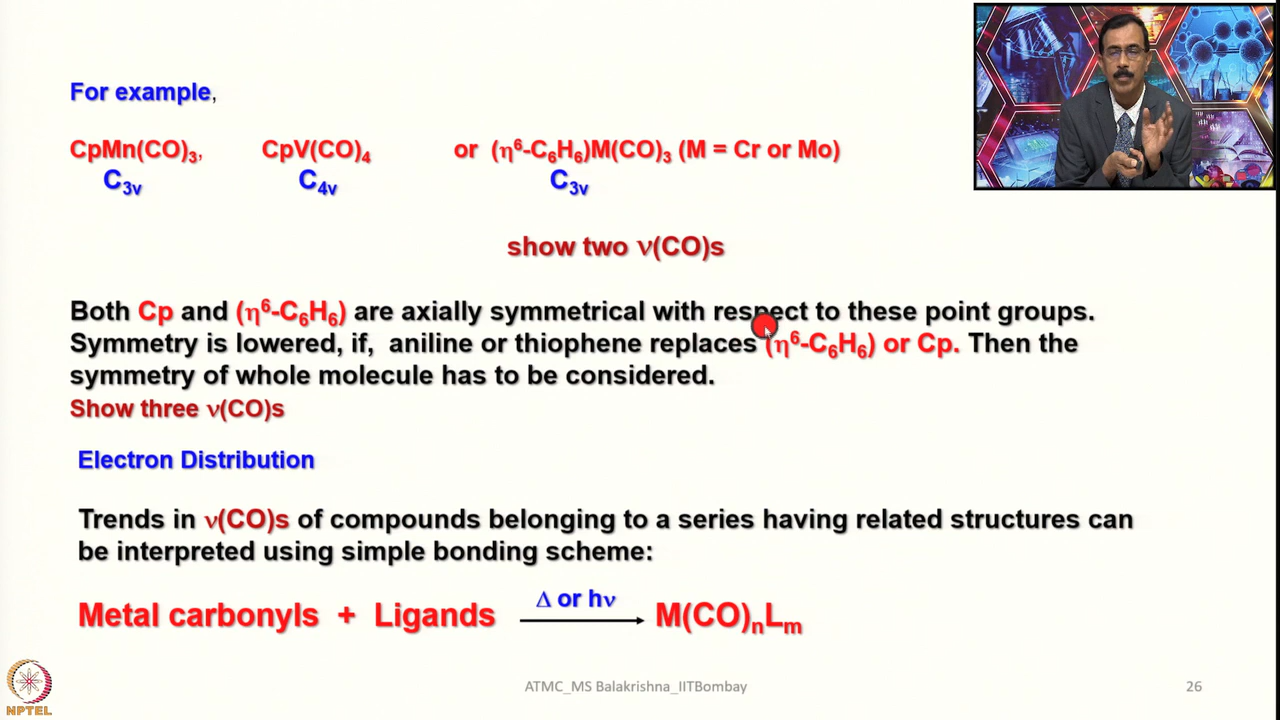 For example,
CpMn(CO)₃, CpV(CO)₄ or (η⁶-C₆H₆)M(CO)₃ (M = Cr or Mo)
C₃ᵥ C₄ᵥ C₃ᵥ
show two ν(CO)s
Both Cp and (η⁶-C₆H₆) are axially symmetrical with respect to these point groups.
Symmetry is lowered, if, aniline or thiophene replaces (η⁶-C₆H₆) or Cp. Then the
symmetry of whole molecule has to be considered.
Show three ν(CO)s
Electron Distribution
Trends in ν(CO)s of compounds belonging to a series having related structures can
be interpreted using simple bonding scheme:
Δ or hν
Metal carbonyls + Ligands → M(CO)ₙLₘ
NPTEL
ATMC_MS Balakrishna_IITBombay
26